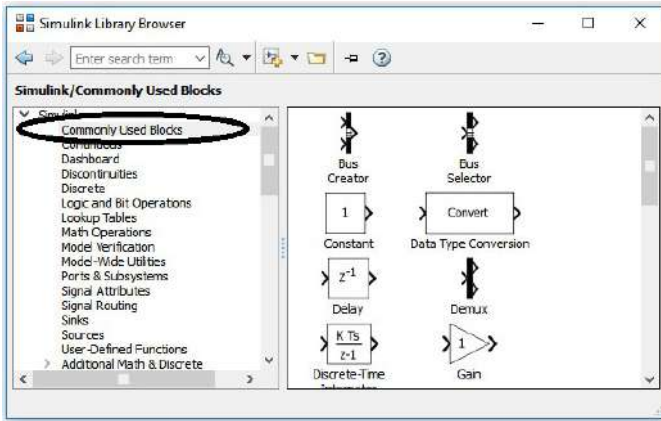 Simulink Library Browser
Enter search term
Simulink/Commonly Used Blocks
Simulink
Commonly Used Blocks
Continuous
Dashboard
Discontinuities
Discrete
Logic and Bit Operations
Lookup Tables
Math Operations
Model Verification
Model-Wide Utilities
Ports & Subsystems
Signal Attributes
Signal Routing
Sinks
Sources
User-Defined Functions
Additional Math & Discrete
Bus
Creator
Bus
Selector
1
Constant
Convert
Data Type Conversion
z-1
Delay
Demux
K Ts
z-1
Discrete-Time
1
Gain